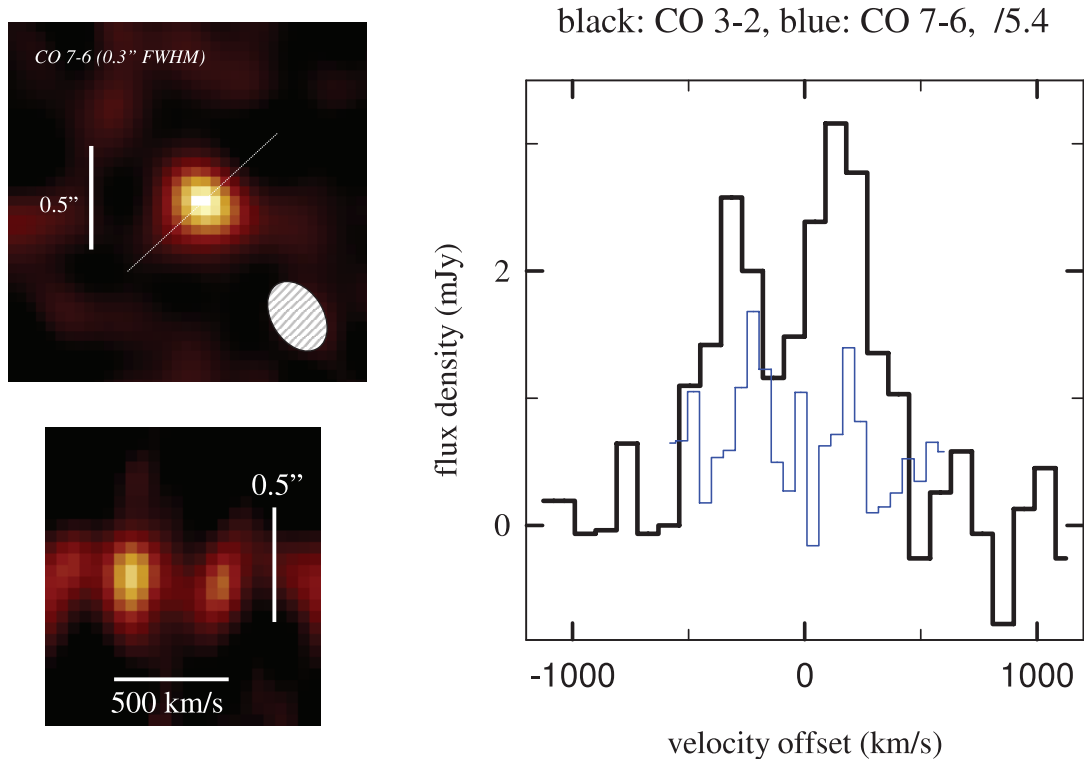 black: CO 3-2, blue: CO 7-6, /5.4
CO 7-6 (0.3” FWHM)
0.5”
0.5”
500 km/s
flux density (mJy)
2
0
-1000 0 1000
velocity offset (km/s)